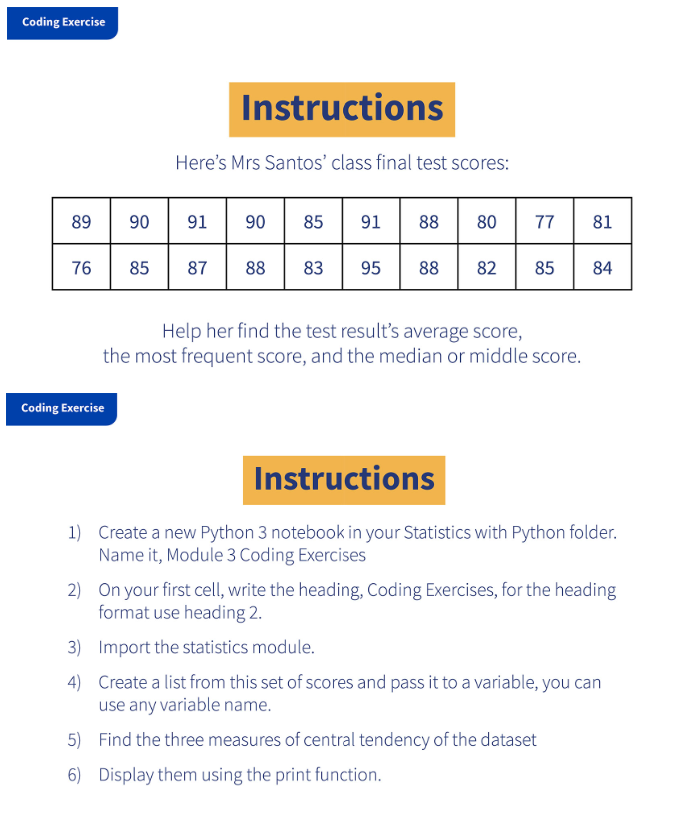 Coding Exercise
Instructions
Here's Mrs Santos' class final test scores:
89 90 91 90 85 91 88 80 77 81
76 85 87 88 83 95 88 82 85 84
Help her find the test result's average score,
the most frequent score, and the median or middle score.
Coding Exercise
Instructions
1) Create a new Python 3 notebook in your Statistics with Python folder.
Name it, Module 3 Coding Exercises
2) On your first cell, write the heading, Coding Exercises, for the heading
format use heading 2.
3) Import the statistics module.
4) Create a list from this set of scores and pass it to a variable, you can
use any variable name.
5) Find the three measures of central tendency of the dataset
6) Display them using the print function.